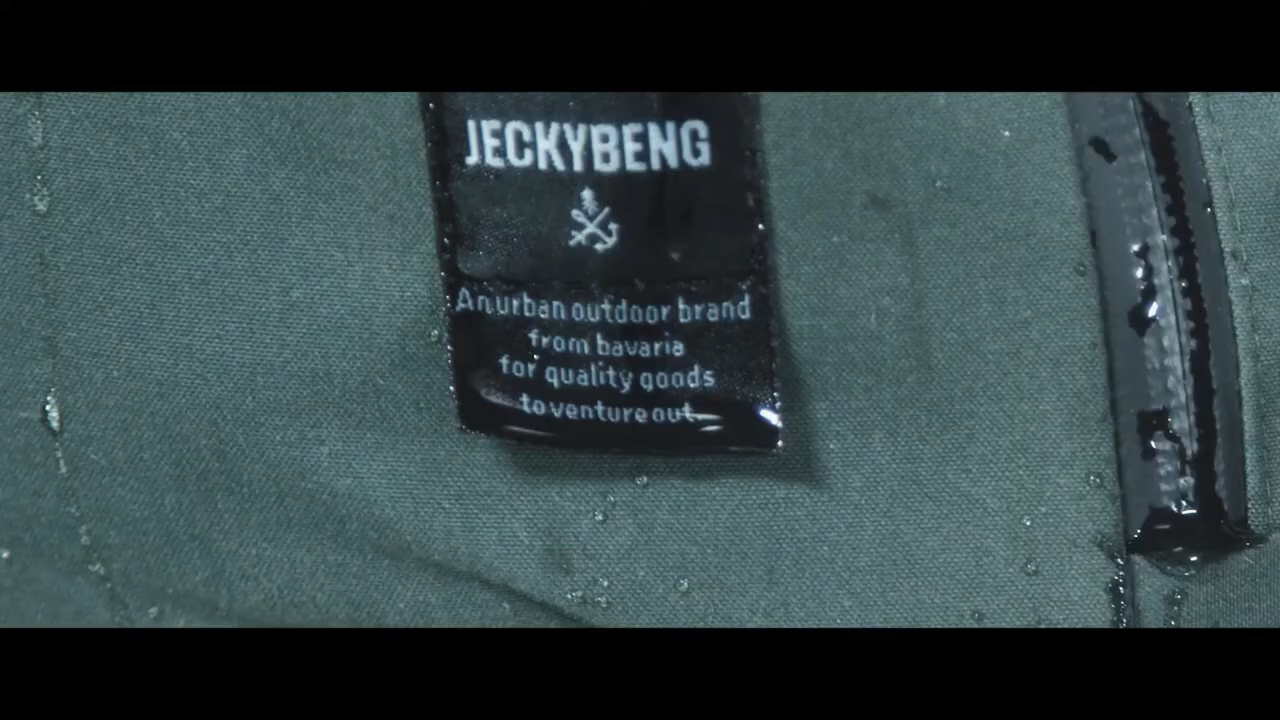 JECKYBENG
An urban outdoor brand
from bavaria
for quality goods
to venture out.